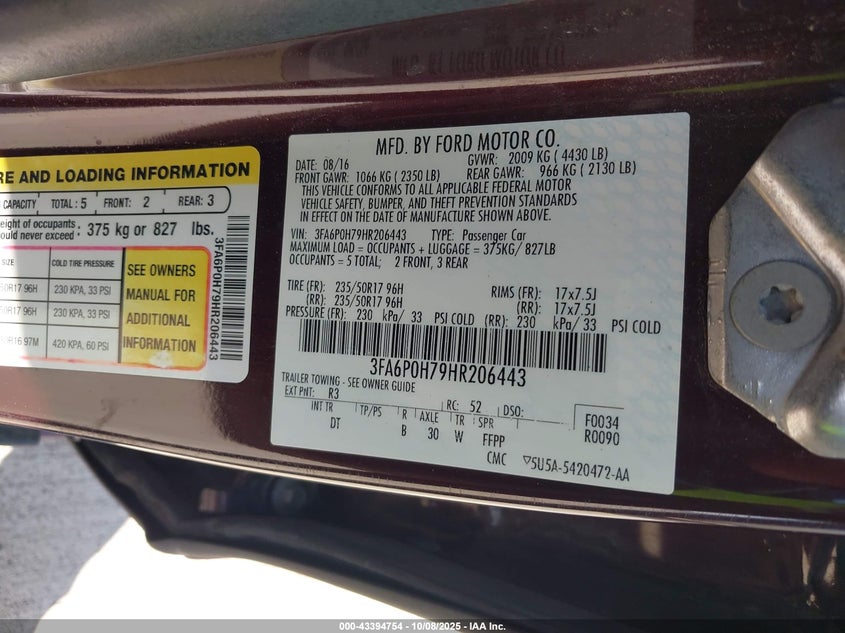 RE AND LOADING INFORMATION
CAPACITY TOTAL: 5 FRONT: 2 REAR: 3
eight of occupants.
ould never exceed 375 kg or 827 lbs.
COLD TIRE PRESSURE
0R17 96H 230 KPA, 33 PSI
50R17 96H 230 KPA, 33 PSI
R16 97M 420 KPA, 60 PSI
SEE OWNERS
MANUAL FOR
ADDITIONAL
INFORMATION
3FA6P0H79HR206443
MFD. BY FORD MOTOR CO.
DATE: 08/16 GVWR: 2009 KG ( 4430 LB)
FRONT GAWR: 1066 KG ( 2350 LB) REAR GAWR: 966 KG ( 2130 LB)
THIS VEHICLE CONFORMS TO ALL APPLICABLE FEDERAL MOTOR
VEHICLE SAFETY, BUMPER, AND THEFT PREVENTION STANDARDS
IN EFFECT ON THE DATE OF MANUFACTURE SHOWN ABOVE.
VIN: 3FA6P0H79HR206443 TYPE: Passenger Car
MAXIMUM LOAD = OCCUPANTS + LUGGAGE = 375KG/ 827LB
OCCUPANTS = 5 TOTAL; 2 FRONT, 3 REAR
TIRE (FR): 235/50R17 96H RIMS (FR): 17x7.5J
(RR): 235/50R17 96H (RR): 17x7.5J
PRESSURE (FR): 230 kPa/ 33 PSI COLD (RR): 230 kPa/ 33 PSI COLD
3FA6P0H79HR206443
TRAILER TOWING - SEE OWNER GUIDE
EXT PNT: R3 RC: 52 DSO:
INT TR TP/PS R AXLE TR SPR F0034
DT B 30 W FFPP R0090
CMC ▽5U5A-5420472-AA
000-43394754 - 10/08/2025 - IAA Inc.